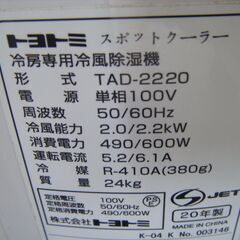 トヨトミ スポットクーラー
冷房専用冷風除湿機
形式 TAD-2220
電源 単相100V
周波数 50/60Hz
冷風能力 2.0/2.2kW
消費電力 490/600W
運転電流 5.2/6.1A
冷媒 R-410A(380g)
質量 24kg
定格電圧 100V
定格周波数 50/60Hz
定格消費電力 490/600W
PSE
JET
20年製
株式会社トヨトミ
K-04 K No. 003146